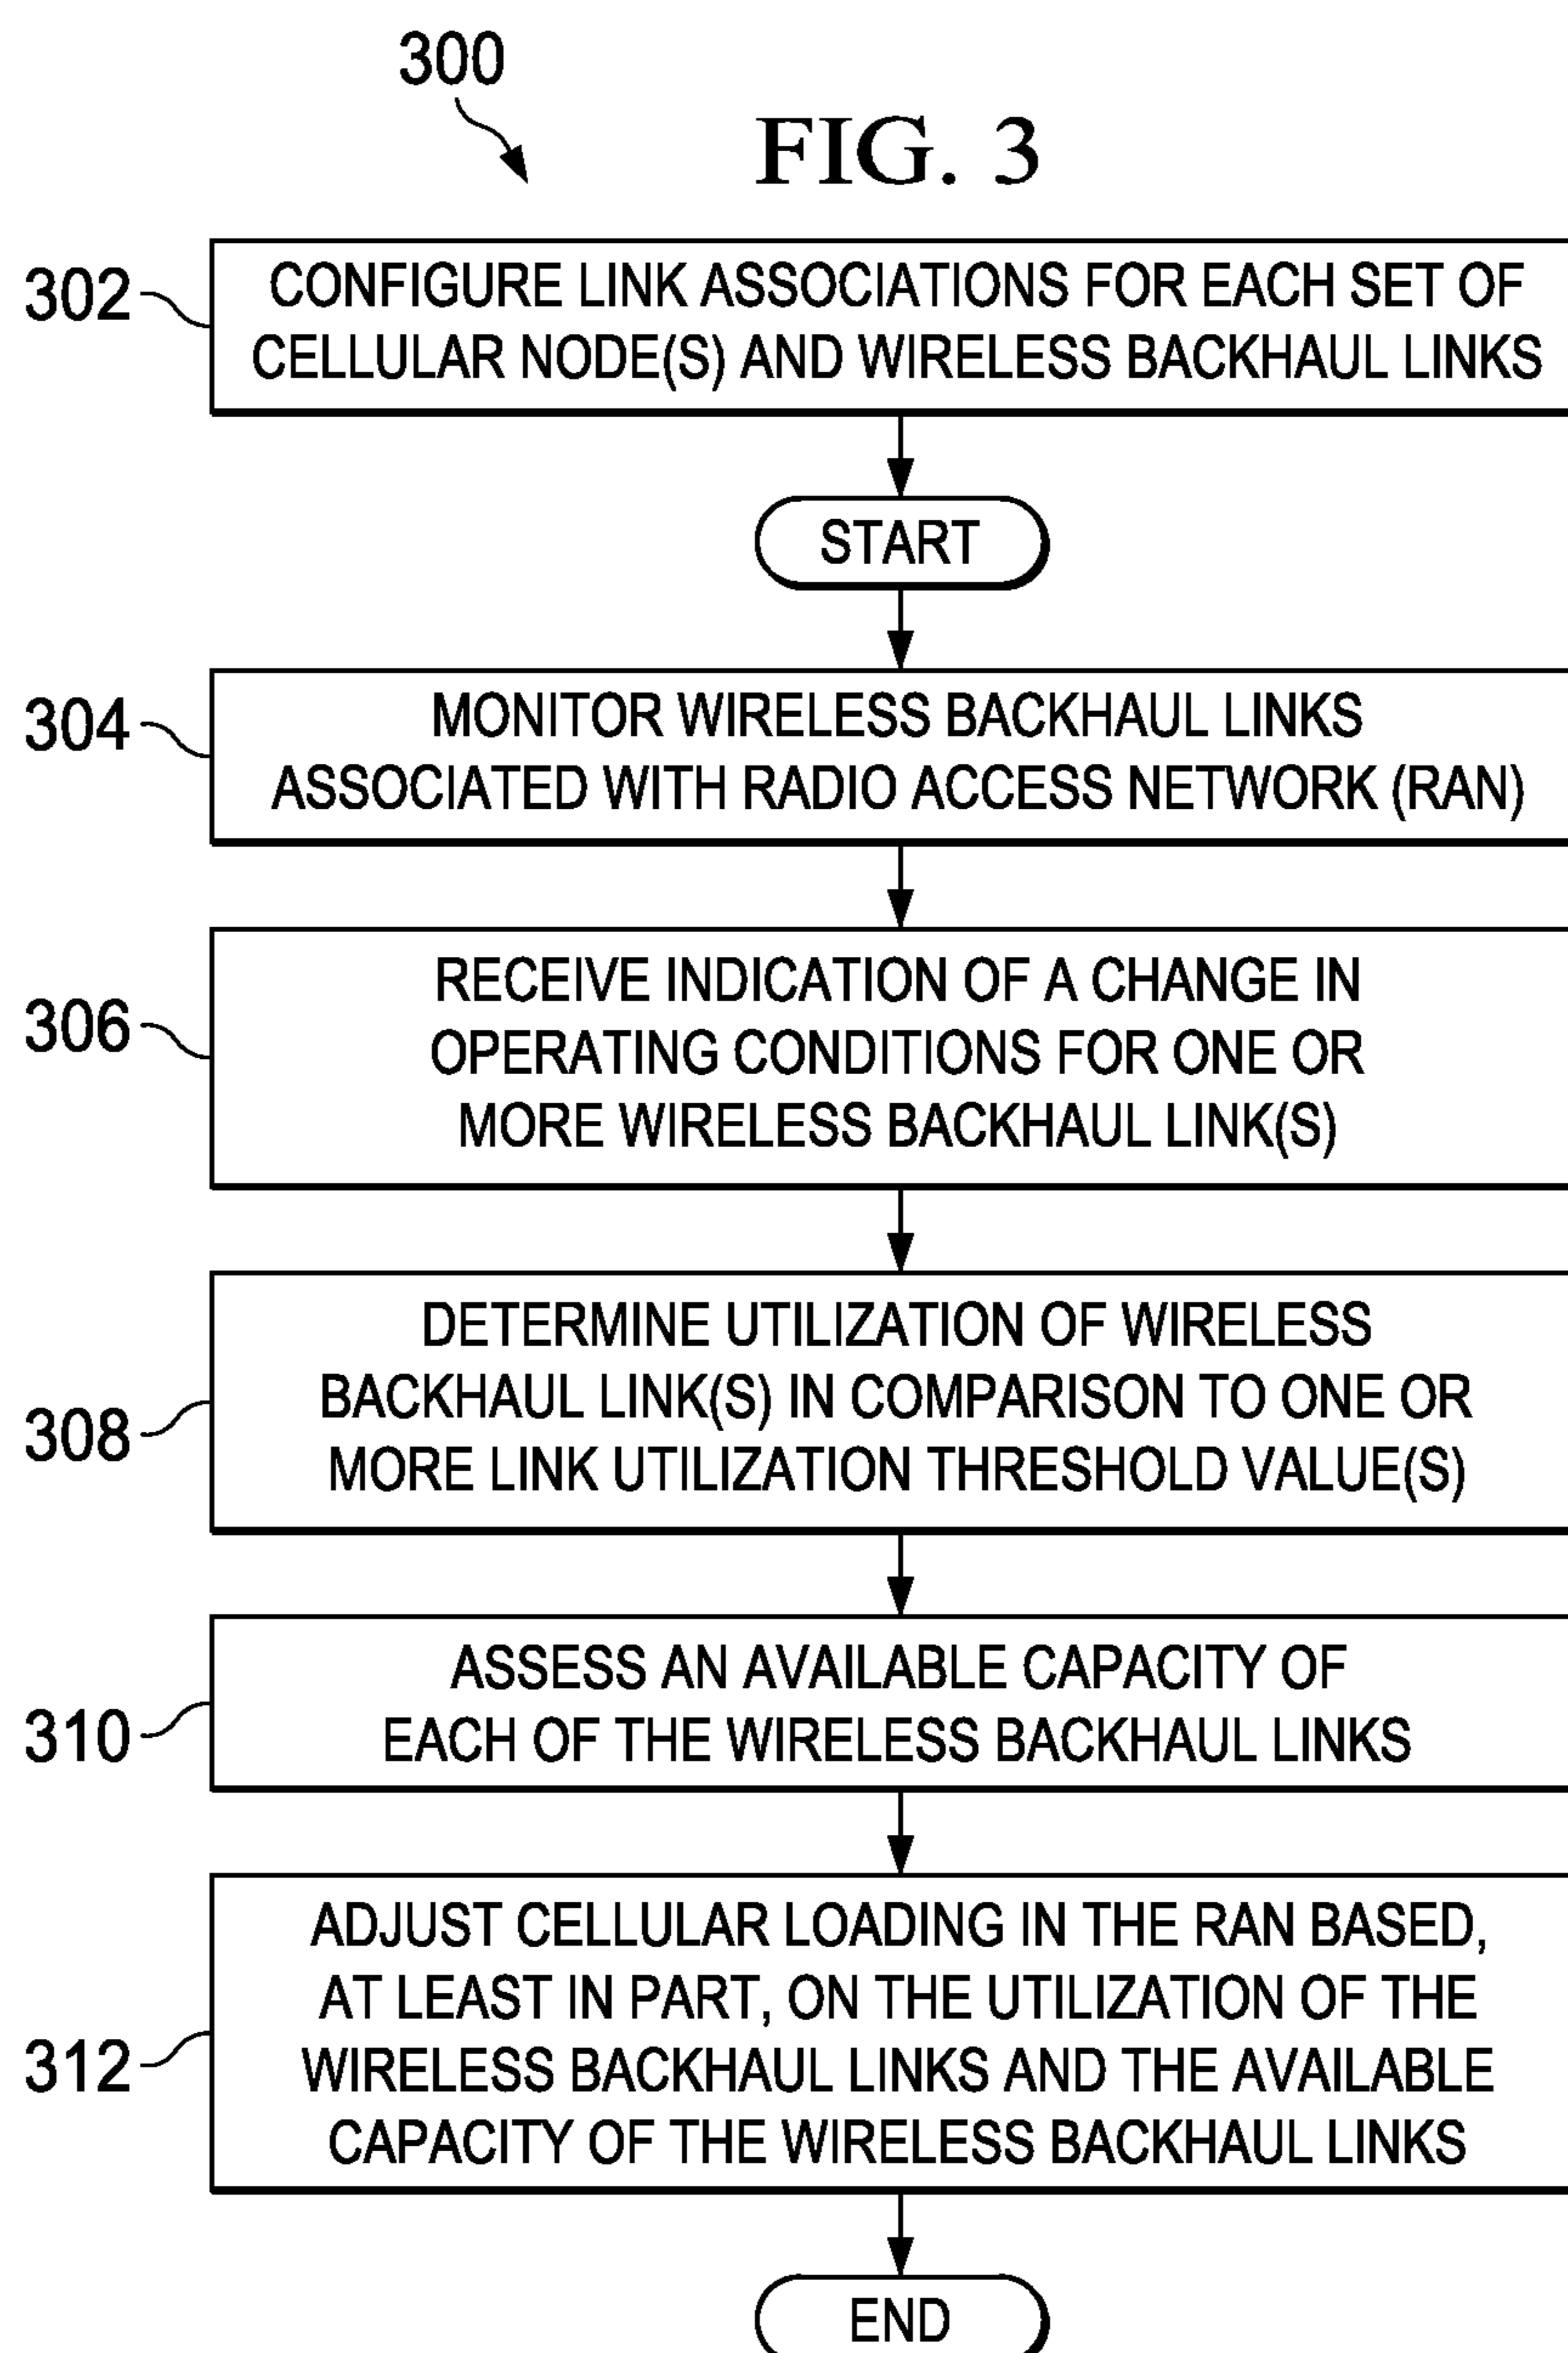 300
FIG. 3
302
CONFIGURE LINK ASSOCIATIONS FOR EACH SET OF
CELLULAR NODE(S) AND WIRELESS BACKHAUL LINKS
START
304
MONITOR WIRELESS BACKHAUL LINKS
ASSOCIATED WITH RADIO ACCESS NETWORK (RAN)
306
RECEIVE INDICATION OF A CHANGE IN
OPERATING CONDITIONS FOR ONE OR
MORE WIRELESS BACKHAUL LINK(S)
308
DETERMINE UTILIZATION OF WIRELESS
BACKHAUL LINK(S) IN COMPARISON TO ONE OR
MORE LINK UTILIZATION THRESHOLD VALUE(S)
310
ASSESS AN AVAILABLE CAPACITY OF
EACH OF THE WIRELESS BACKHAUL LINKS
312
ADJUST CELLULAR LOADING IN THE RAN BASED,
AT LEAST IN PART, ON THE UTILIZATION OF THE
WIRELESS BACKHAUL LINKS AND THE AVAILABLE
CAPACITY OF THE WIRELESS BACKHAUL LINKS
END